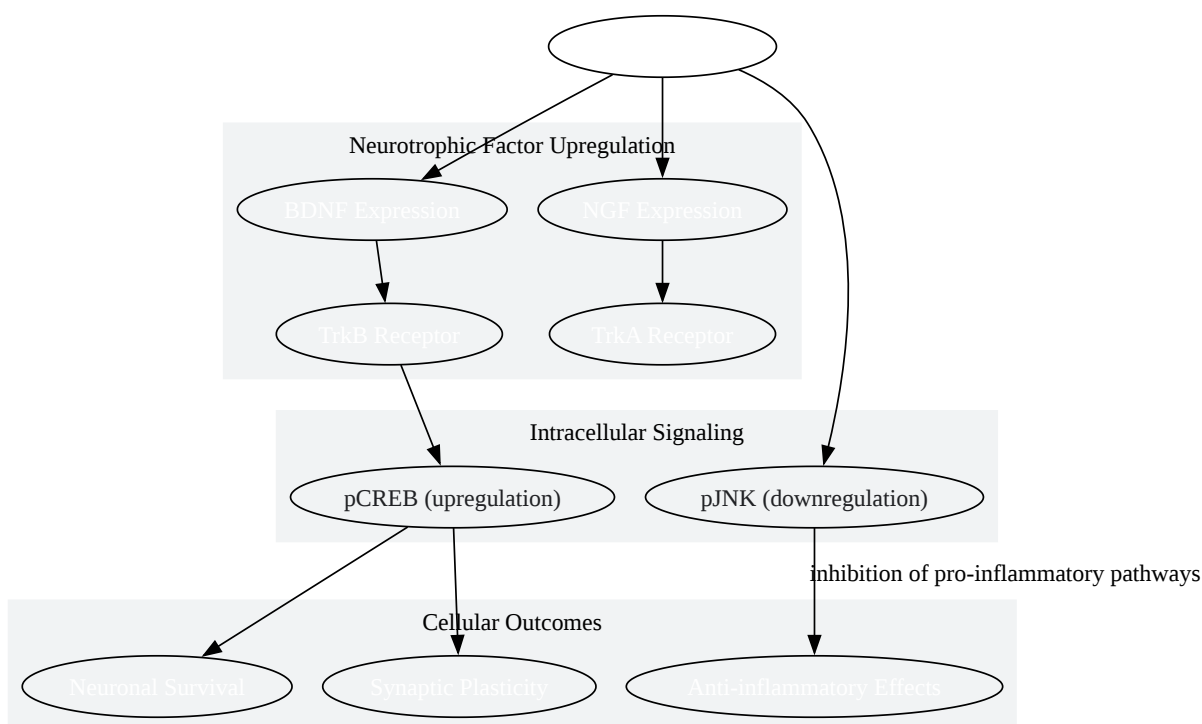 Neurotrophic Factor Upregulation
BDNF Expression
NGF Expression
TrkB Receptor
TrkA Receptor
Intracellular Signaling
pCREB (upregulation)
pJNK (downregulation)
inhibition of pro-inflammatory pathways
Cellular Outcomes
Neuronal Survival
Synaptic Plasticity
Anti-inflammatory Effects